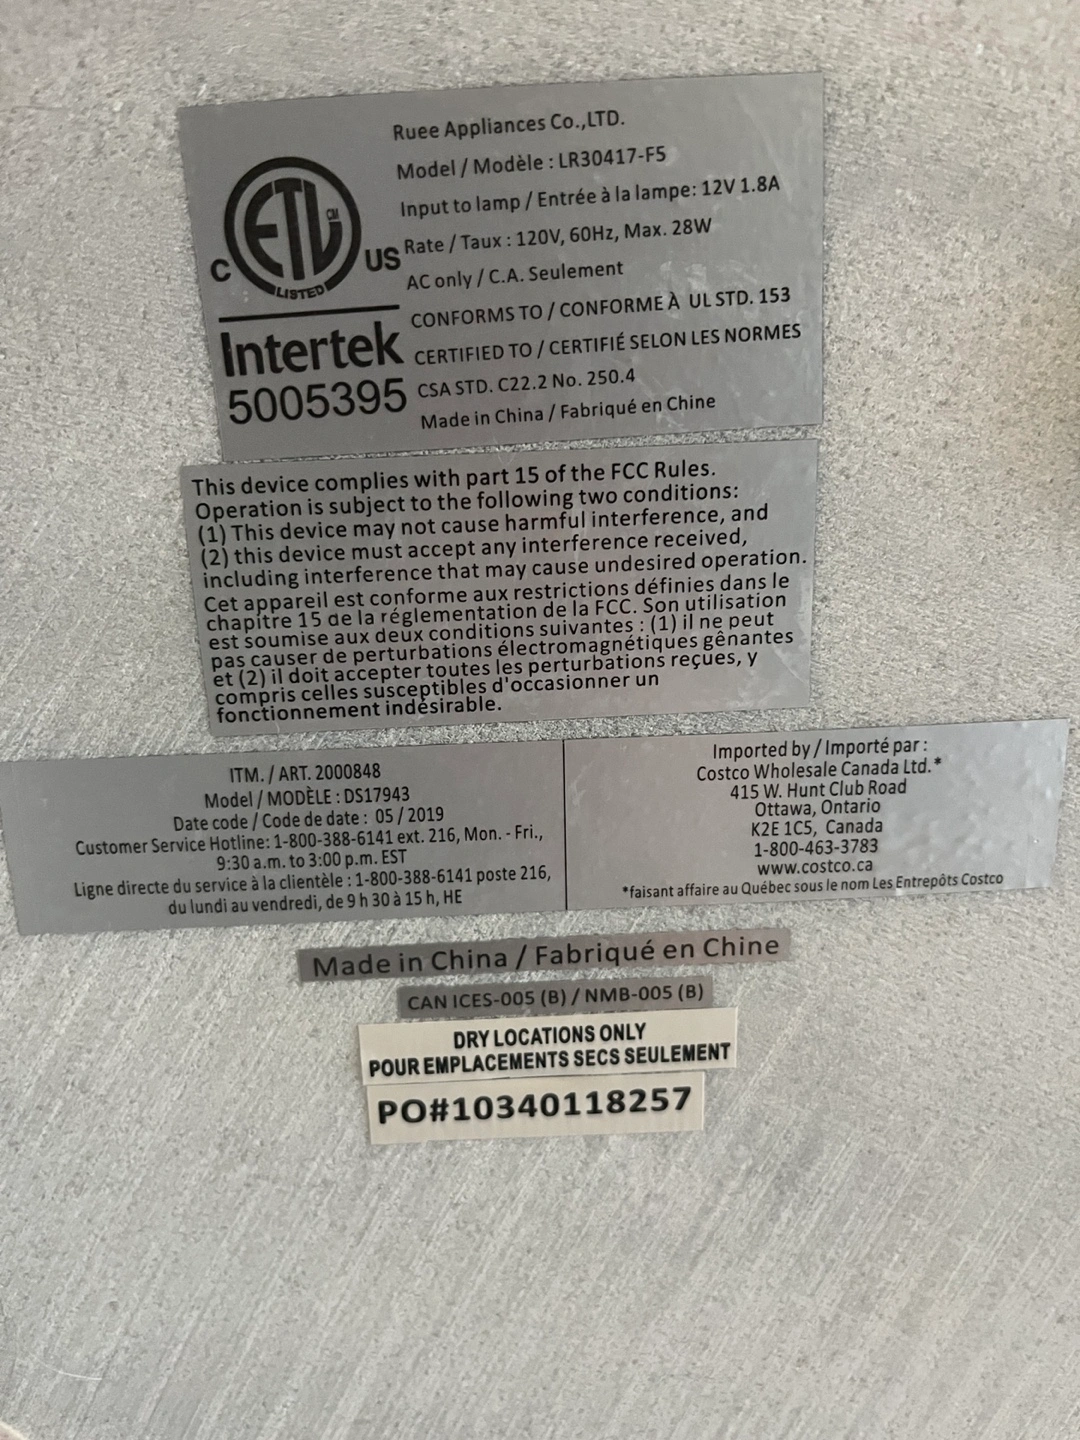 Ruee Appliances Co.,LTD.
Model / Modèle : LR30417-F5
Input to lamp / Entrée à la lampe: 12V 1.8A
Rate / Taux : 120V, 60Hz, Max. 28W
AC only / C.A. Seulement
CONFORMS TO / CONFORME À UL STD. 153
CERTIFIED TO / CERTIFIÉ SELON LES NORMES
CSA STD. C22.2 No. 250.4
Made in China / Fabriqué en Chine
ETL CM
C US
LISTED
Intertek
5005395
This device complies with part 15 of the FCC Rules.
Operation is subject to the following two conditions:
(1) This device may not cause harmful interference, and
(2) this device must accept any interference received,
including interference that may cause undesired operation.
Cet appareil est conforme aux restrictions définies dans le
chapitre 15 de la réglementation de la FCC. Son utilisation
est soumise aux deux conditions suivantes : (1) il ne peut
pas causer de perturbations électromagnétiques gênantes
et (2) il doit accepter toutes les perturbations reçues, y
compris celles susceptibles d'occasionner un
fonctionnement indésirable.
ITM. / ART. 2000848
Model / MODÈLE : DS17943
Date code / Code de date : 05 / 2019
Customer Service Hotline: 1-800-388-6141 ext. 216, Mon. - Fri.,
9:30 a.m. to 3:00 p.m. EST
Ligne directe du service à la clientèle : 1-800-388-6141 poste 216,
du lundi au vendredi, de 9 h 30 à 15 h, HE
Imported by / Importé par :
Costco Wholesale Canada Ltd.*
415 W. Hunt Club Road
Ottawa, Ontario
K2E 1C5, Canada
1-800-463-3783
www.costco.ca
*faisant affaire au Québec sous le nom Les Entrepôts Costco
Made in China / Fabriqué en Chine
CAN ICES-005 (B) / NMB-005 (B)
DRY LOCATIONS ONLY
POUR EMPLACEMENTS SECS SEULEMENT
PO#10340118257